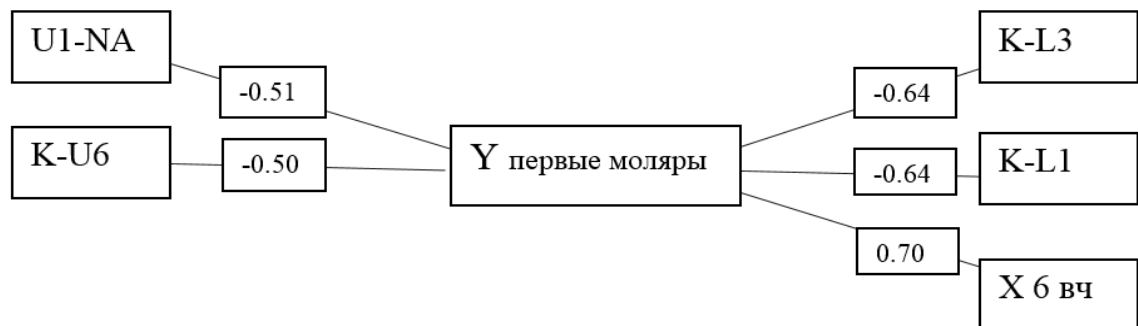 U1-NA
-0.51
K-U6
-0.50
Y первые моляры
K-L3
-0.64
K-L1
-0.64
0.70
X 6 вч